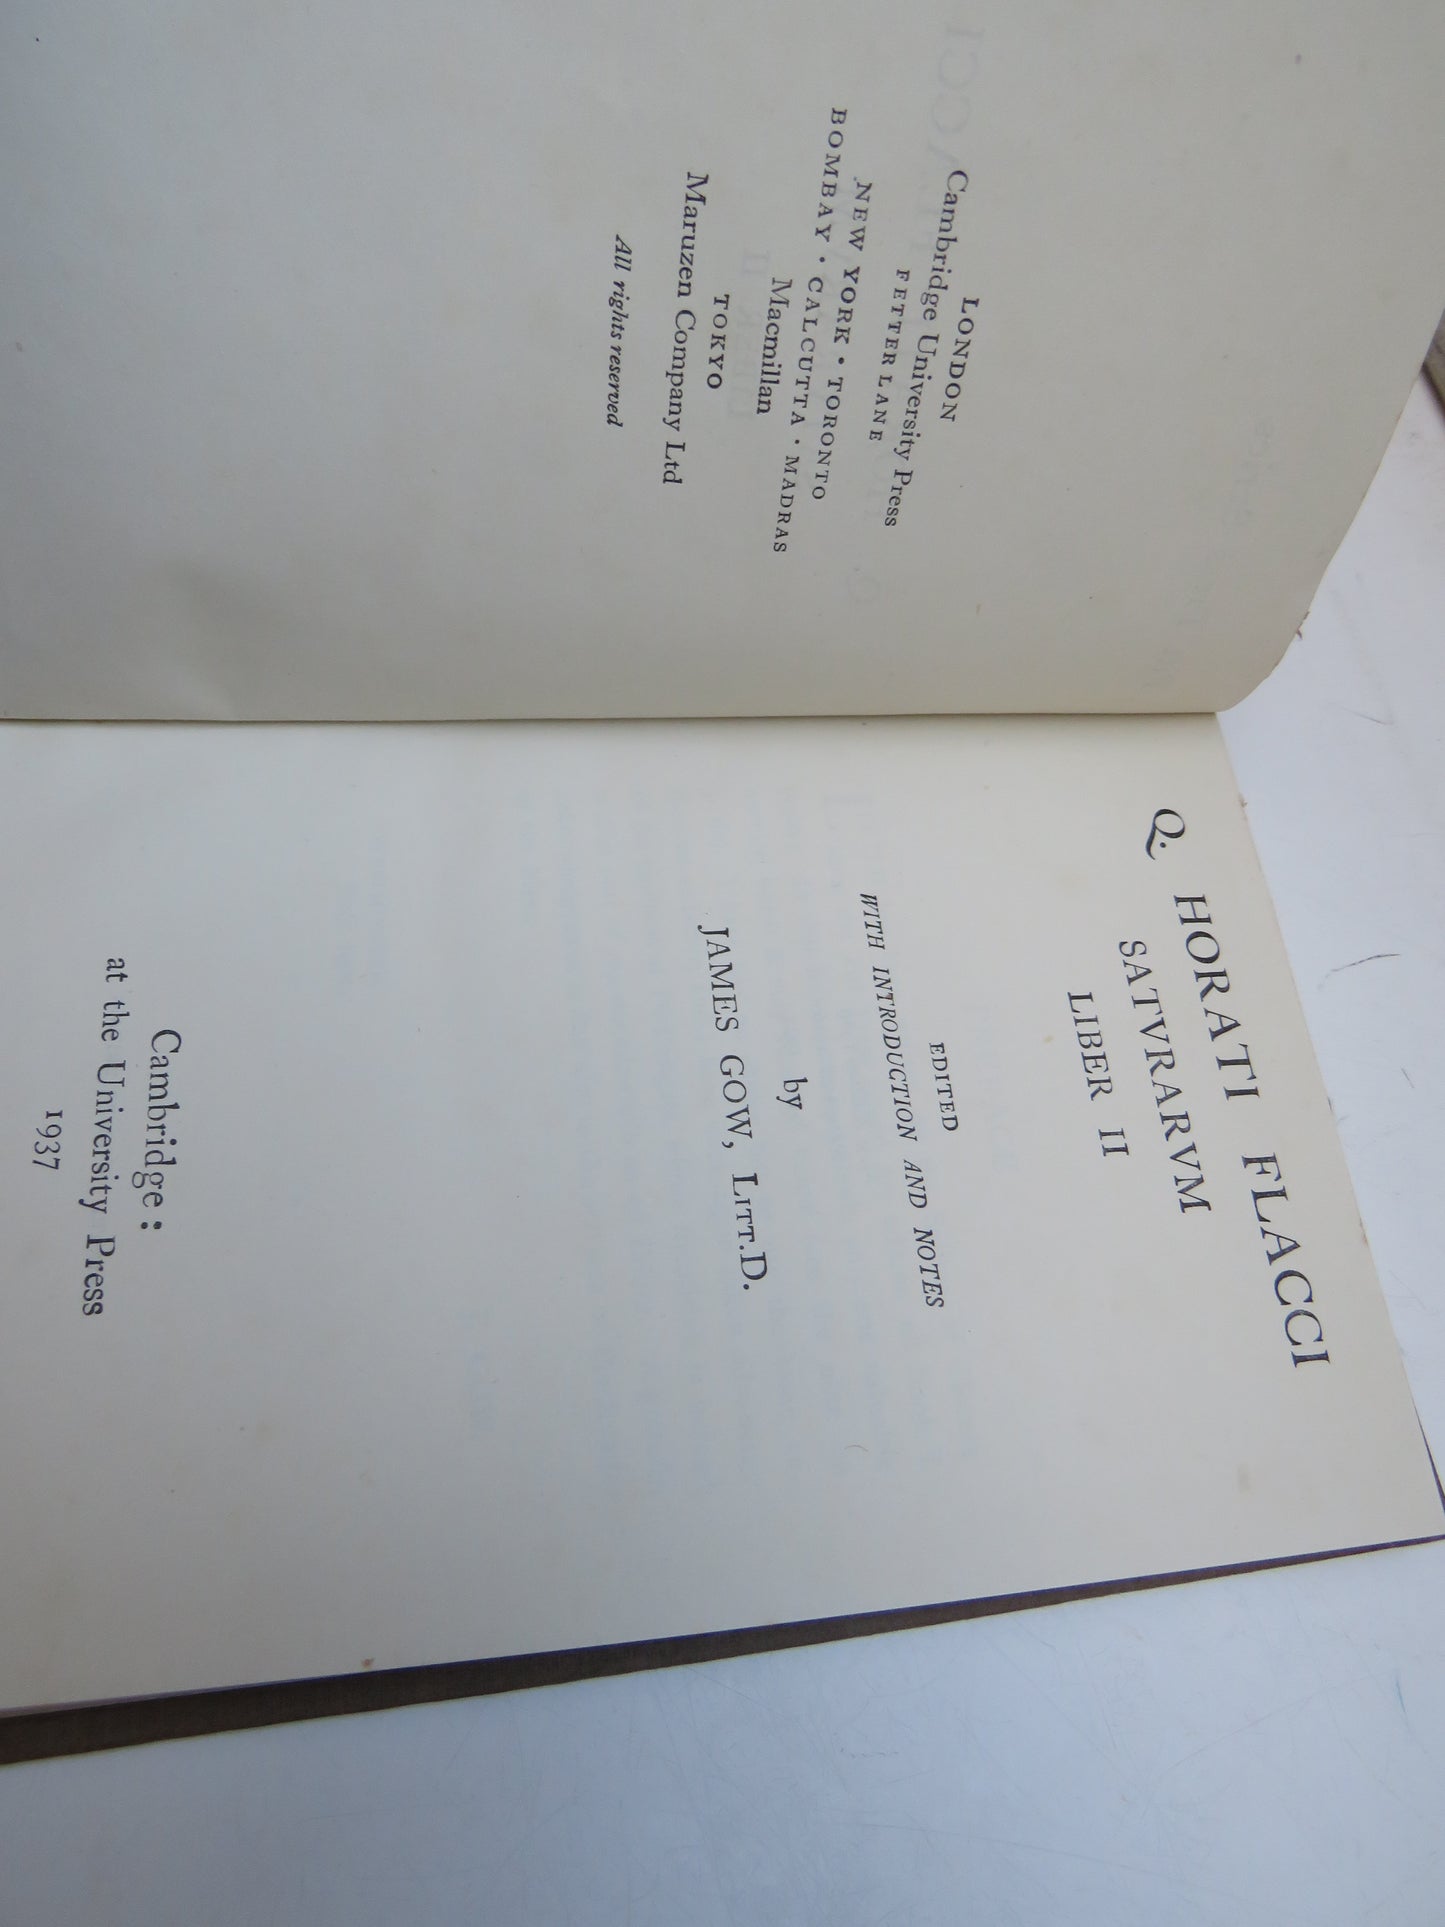 LONDON
Cambridge University Press
FETTER LANE
NEW YORK · TORONTO
BOMBAY · CALCUTTA · MADRAS
Macmillan
TOKYO
Maruzen Company Ltd
All rights reserved
Q. HORATI FLACCI
SATVRARVM
LIBER II
EDITED
WITH INTRODUCTION AND NOTES
by
JAMES GOW, LITT.D.
Cambridge:
at the University Press
1937